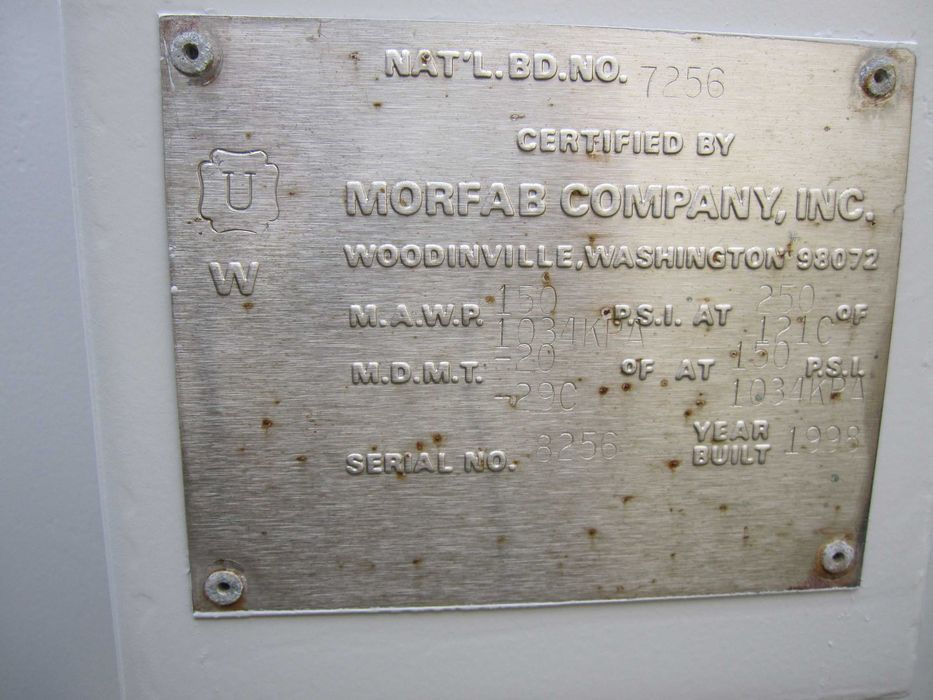 NAT'L. BD. NO. 7256
CERTIFIED BY
U
MORFAB COMPANY, INC.
WOODINVILLE, WASHINGTON 98072
W
M.A.W.P. 150 P.S.I. AT 250 °F
1034KPA 121C
M.D.M.T. -20 °F AT 150 P.S.I.
-29C 1034KPA
SERIAL NO. 8256 YEAR BUILT 1998